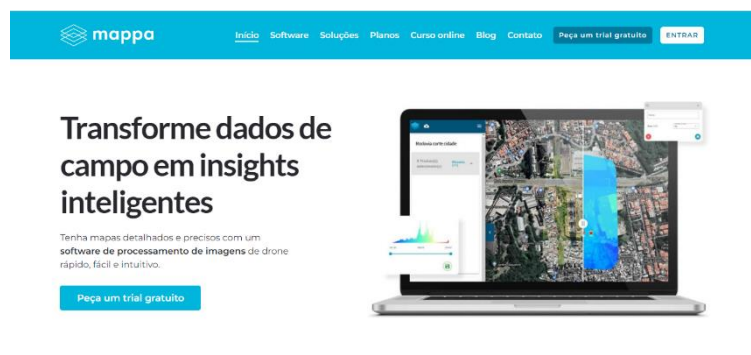 mappa
Início Software Soluções Planos Curso online Blog Contato Peça um trial gratuito ENTRAR
Transforme dados de
campo em insights
inteligentes
Tenha mapas detalhados e precisos com um
software de processamento de imagens de drone
rápido, fácil e intuitivo.
Peça um trial gratuito